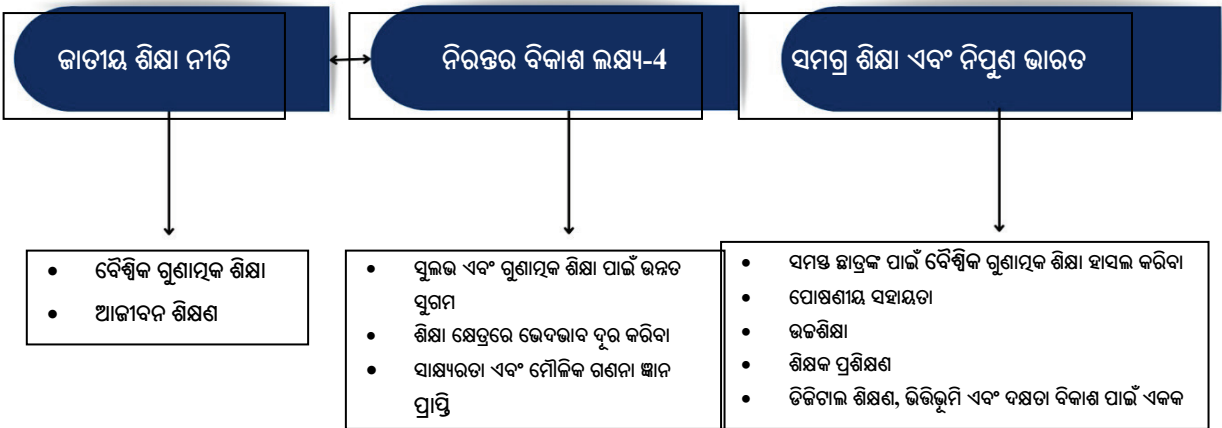 ଜାତୀୟ ଶିକ୍ଷା ନୀତି
ନିରନ୍ତର ବିକାଶ ଲକ୍ଷ୍ୟ-4
ସମଗ୍ର ଶିକ୍ଷା ଏବଂ ନିପୁଣ ଭାରତ
• ବୈଶ୍ଵିକ ଗୁଣାତ୍ମକ ଶିକ୍ଷା
• ଆଜୀବନ ଶିକ୍ଷଣ
• ସୁଲଭ ଏବଂ ଗୁଣାତ୍ମକ ଶିକ୍ଷା ପାଇଁ ଉନ୍ନତ
ସୁଗମ
• ଶିକ୍ଷା କ୍ଷେତ୍ରରେ ଭେଦଭାବ ଦୂର କରିବା
• ସାକ୍ଷ୍ୟରତା ଏବଂ ମୌଳିକ ଗଣନା ଜ୍ଞାନ
ପ୍ରାପ୍ତି
• ସମସ୍ତ ଛାତ୍ରଙ୍କ ପାଇଁ ବୈଶ୍ଵିକ ଗୁଣାତ୍ମକ ଶିକ୍ଷା ହାସଲ କରିବା
• ପୋଷଣୀୟ ସହାୟତା
• ଉଚ୍ଚଶିକ୍ଷା
• ଶିକ୍ଷକ ପ୍ରଶିକ୍ଷଣ
• ଡିଜିଟାଲ ଶିକ୍ଷଣ, ଭିତ୍ତିଭୂମି ଏବଂ ଦକ୍ଷତା ବିକାଶ ପାଇଁ ଏକକ